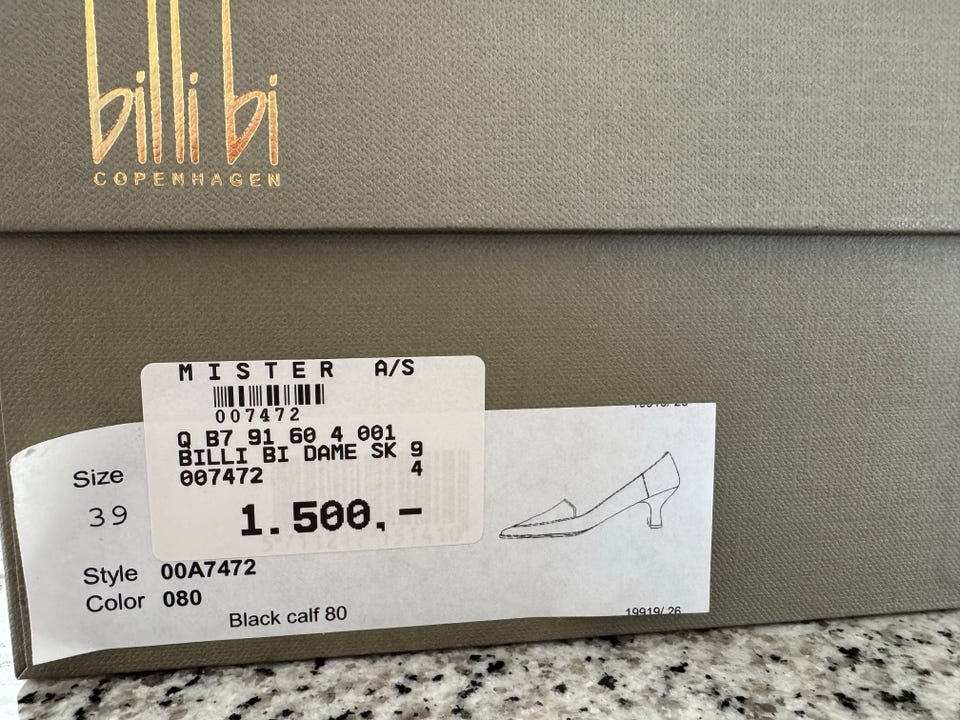 billi bi
COPENHAGEN
MISTER A/S
007472
Q B7 91 60 4 001
BILLI BI DAME SK 9
007472 4
1.500,-
Size
39
Style 00A7472
Color 080
Black calf 80
19919/ 26